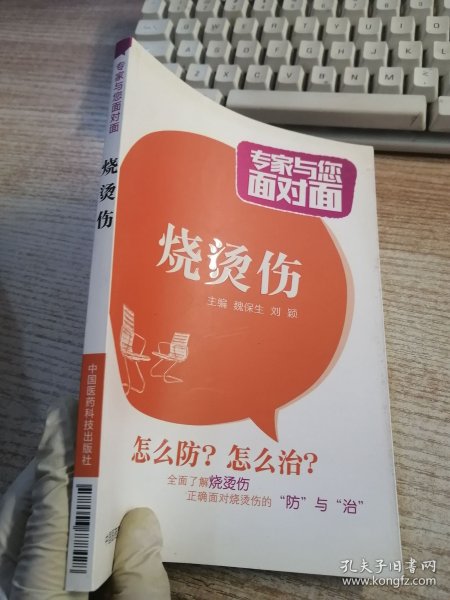 专家与您面对面
烧烫伤
中国医药科技出版社
专家与您
面对面
烧烫伤
主编 魏保生 刘 颖
怎么防？怎么治？
全面了解烧烫伤
正确面对烧烫伤的“防”与“治”
孔夫子旧书网
www.kongfz.com